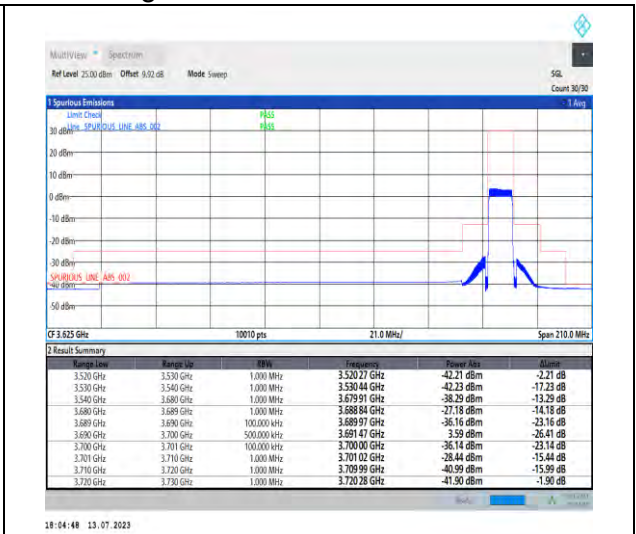 MultiView Spectrum
Ref Level 25.00 dBm Offset 9.92 dB Mode Sweep SGL
Count 30/30
1 Spurious Emissions 1 Avg
Limit Check PASS
Line SPURIOUS_LINE_ABS_002 PASS
30 dBm
20 dBm
10 dBm
0 dBm
-10 dBm
-20 dBm
-30 dBm
SPURIOUS_LINE_ABS_002
-40 dBm
-50 dBm
CF 3.625 GHz 10010 pts 21.0 MHz/ Span 210.0 MHz
2 Result Summary
Range Low Range Up RBW Frequency Power Abs ΔLimit
3.520 GHz 3.530 GHz 1.000 MHz 3.520 27 GHz -42.21 dBm -2.21 dB
3.530 GHz 3.540 GHz 1.000 MHz 3.530 44 GHz -42.23 dBm -17.23 dB
3.540 GHz 3.680 GHz 1.000 MHz 3.679 91 GHz -38.29 dBm -13.29 dB
3.680 GHz 3.689 GHz 1.000 MHz 3.688 84 GHz -27.18 dBm -14.18 dB
3.689 GHz 3.690 GHz 100.000 kHz 3.689 97 GHz -36.16 dBm -23.16 dB
3.690 GHz 3.700 GHz 500.000 kHz 3.691 47 GHz 3.59 dBm -26.41 dB
3.700 GHz 3.701 GHz 100.000 kHz 3.700 00 GHz -36.14 dBm -23.14 dB
3.701 GHz 3.710 GHz 1.000 MHz 3.701 02 GHz -28.44 dBm -15.44 dB
3.710 GHz 3.720 GHz 1.000 MHz 3.709 99 GHz -40.99 dBm -15.99 dB
3.720 GHz 3.730 GHz 1.000 MHz 3.720 28 GHz -41.90 dBm -1.90 dB
18:04:48 13.07.2023